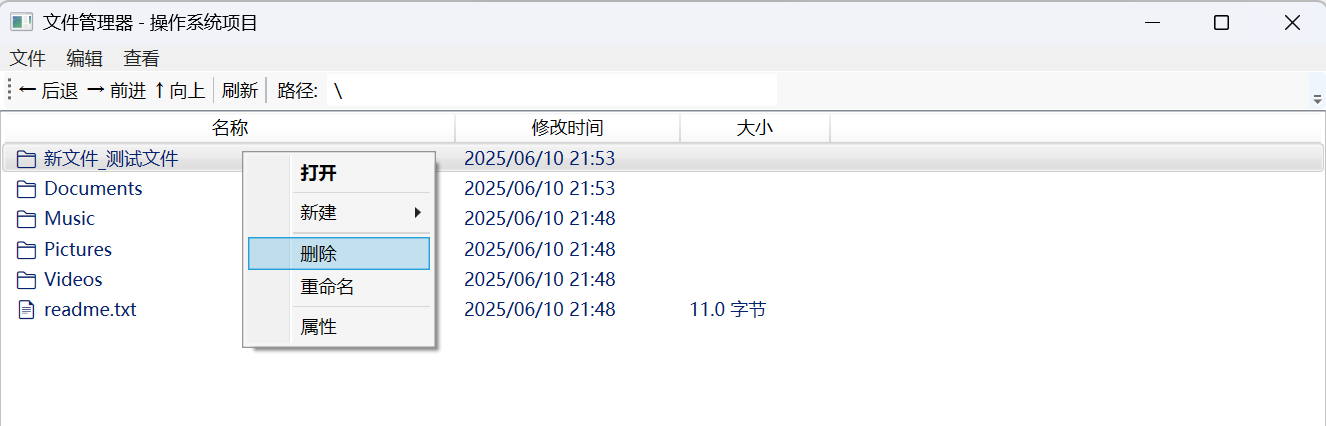 文件管理器 - 操作系统项目
文件 编辑 查看
← 后退 → 前进 ↑ 向上 刷新 路径: \
名称 修改时间 大小
新文件_测试文件 2025/06/10 21:53
Documents 2025/06/10 21:53
Music 2025/06/10 21:48
Pictures 2025/06/10 21:48
Videos 2025/06/10 21:48
readme.txt 2025/06/10 21:48 11.0 字节
打开
新建
删除
重命名
属性